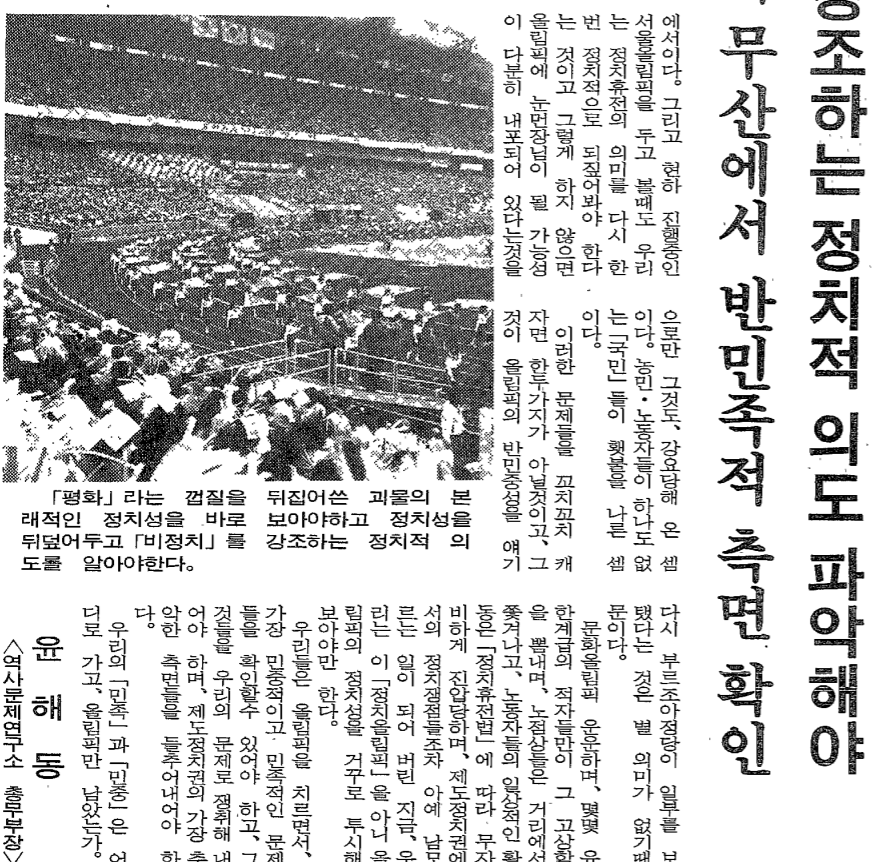 강조하는 정치적 의도 파악해야
무산에서 반민족적 측면 확인
에서이다. 그리고 현하 진행중인
서울올림픽을 두고 볼때도 우리
는 정치휴전의 의미를 다시 한
번 정치적으로 되짚어봐야 한다
는 것이고 그렇게 하지 않으면
올림픽에 눈먼장님이 될 가능성
이 다분히 내포되어 있다는것을
으로만 그것도, 강요당해 온 셈
이다. 농민·노동자들이 하나도 없
는「국민」들이 횃불을 나른 셈
이다.
이러한 문제들을 꼬치꼬치 캐
자면 한두가지가 아닐것이고, 그
것이 올림픽의 반민중성을 얘기
「평화」라는 껍질을 뒤집어쓴 괴물의 본
래적인 정치성을 바로 보아야하고 정치성을
뒤덮어두고「비정치」를 강조하는 정치적 의
도를 알아야한다.
다시 부르조아정당이 일부를 보
탰다는 것은 별 의미가 없기때
문이다.
문화올림픽 운운하며, 몇몇 유
한계급의 적자들만이 그 고상함
을 뽐내며, 노점상들은 거리에서
쫓겨나고, 노동자들의 일상적인 활
동은「정치휴전법」에 따라 무자
비하게 진압당하며, 제도정치권에
서의 정치쟁점들조차 아예 남모
르는 일이 되어 버린 지금, 우
리는 이「정치올림픽」을 아니 올
림픽의 정치성을 거꾸로 투시해
보아야만 한다.
우리들은 올림픽을 치르면서,
가장 민중적이고 민족적인 문제
들을 확인할수 있어야 하고, 그
것들을 우리의 문제로 쟁취해 내
어야 하며, 제도정치권의 가장 추
악한 측면들을 들추어내어야 한
다.
우리의「민족」과「민중」은 어
디로 가고, 올림픽만 남았는가.
윤해동
<역사문제연구소 총무부장>